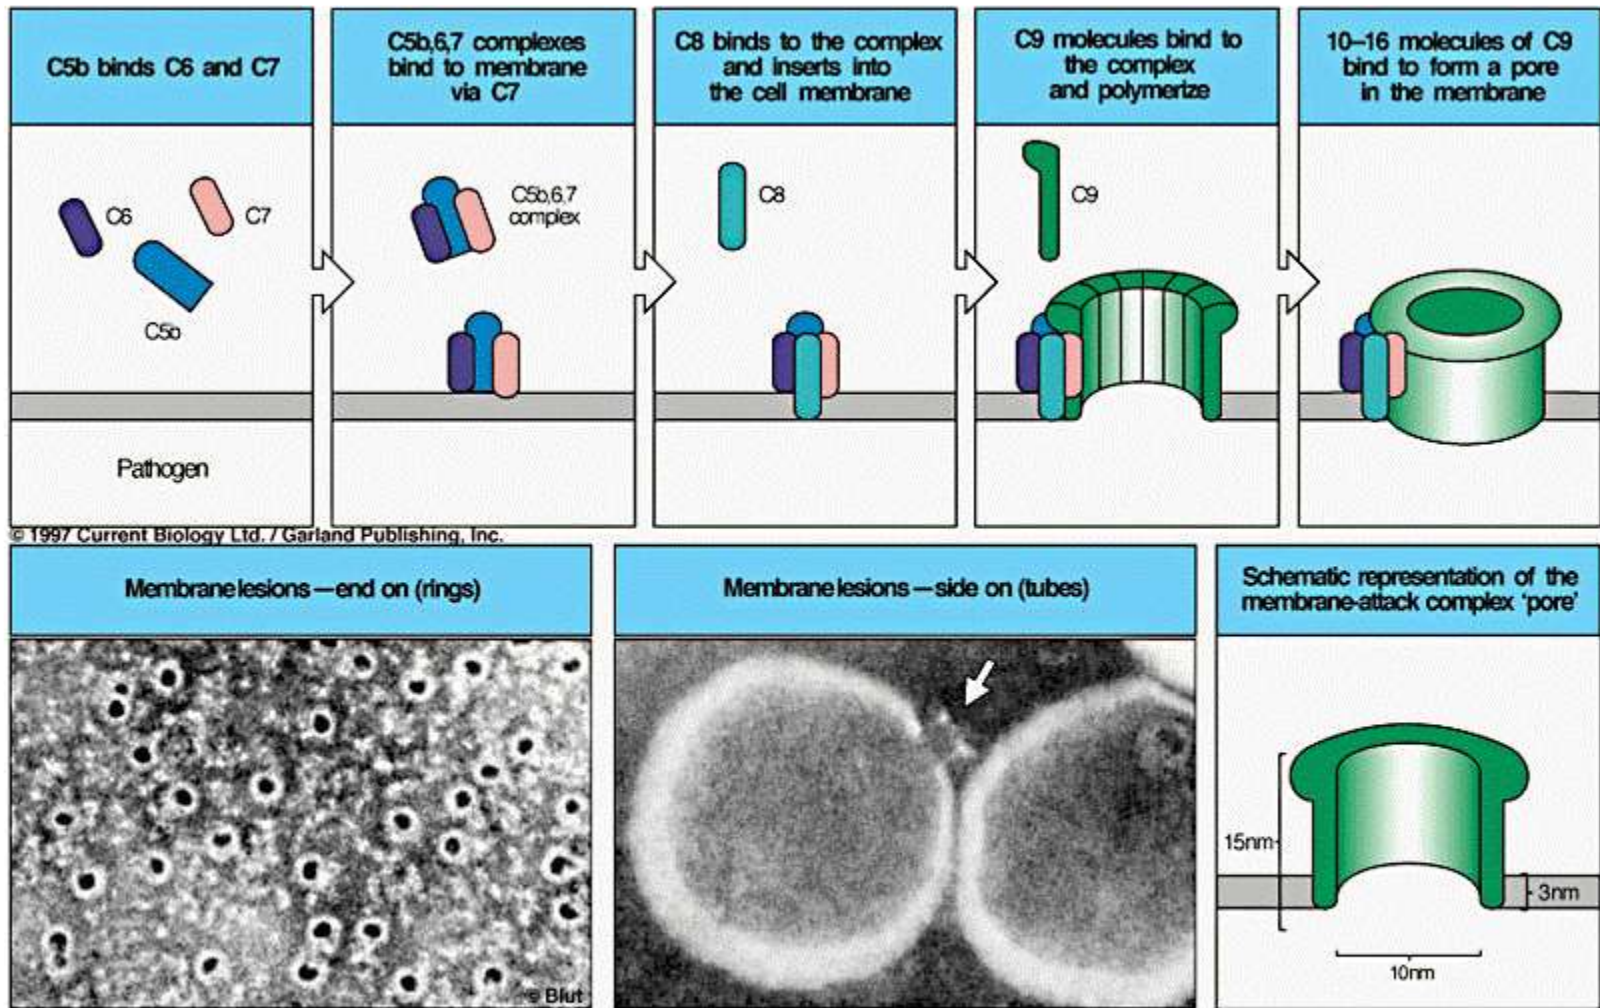 C5b binds C6 and C7
C5b,6,7 complexes
bind to membrane
via C7
C8 binds to the complex
and inserts into
the cell membrane
C9 molecules bind to
the complex
and polymerize
10–16 molecules of C9
bind to form a pore
in the membrane
C6
C7
C5b
Pathogen
C5b,6,7
complex
C8
C9
© 1997 Current Biology Ltd. / Garland Publishing, Inc.
Membrane lesions—end on (rings)
Membrane lesions—side on (tubes)
Schematic representation of the
membrane-attack complex ‘pore’
© Blut
15nm
3nm
10nm